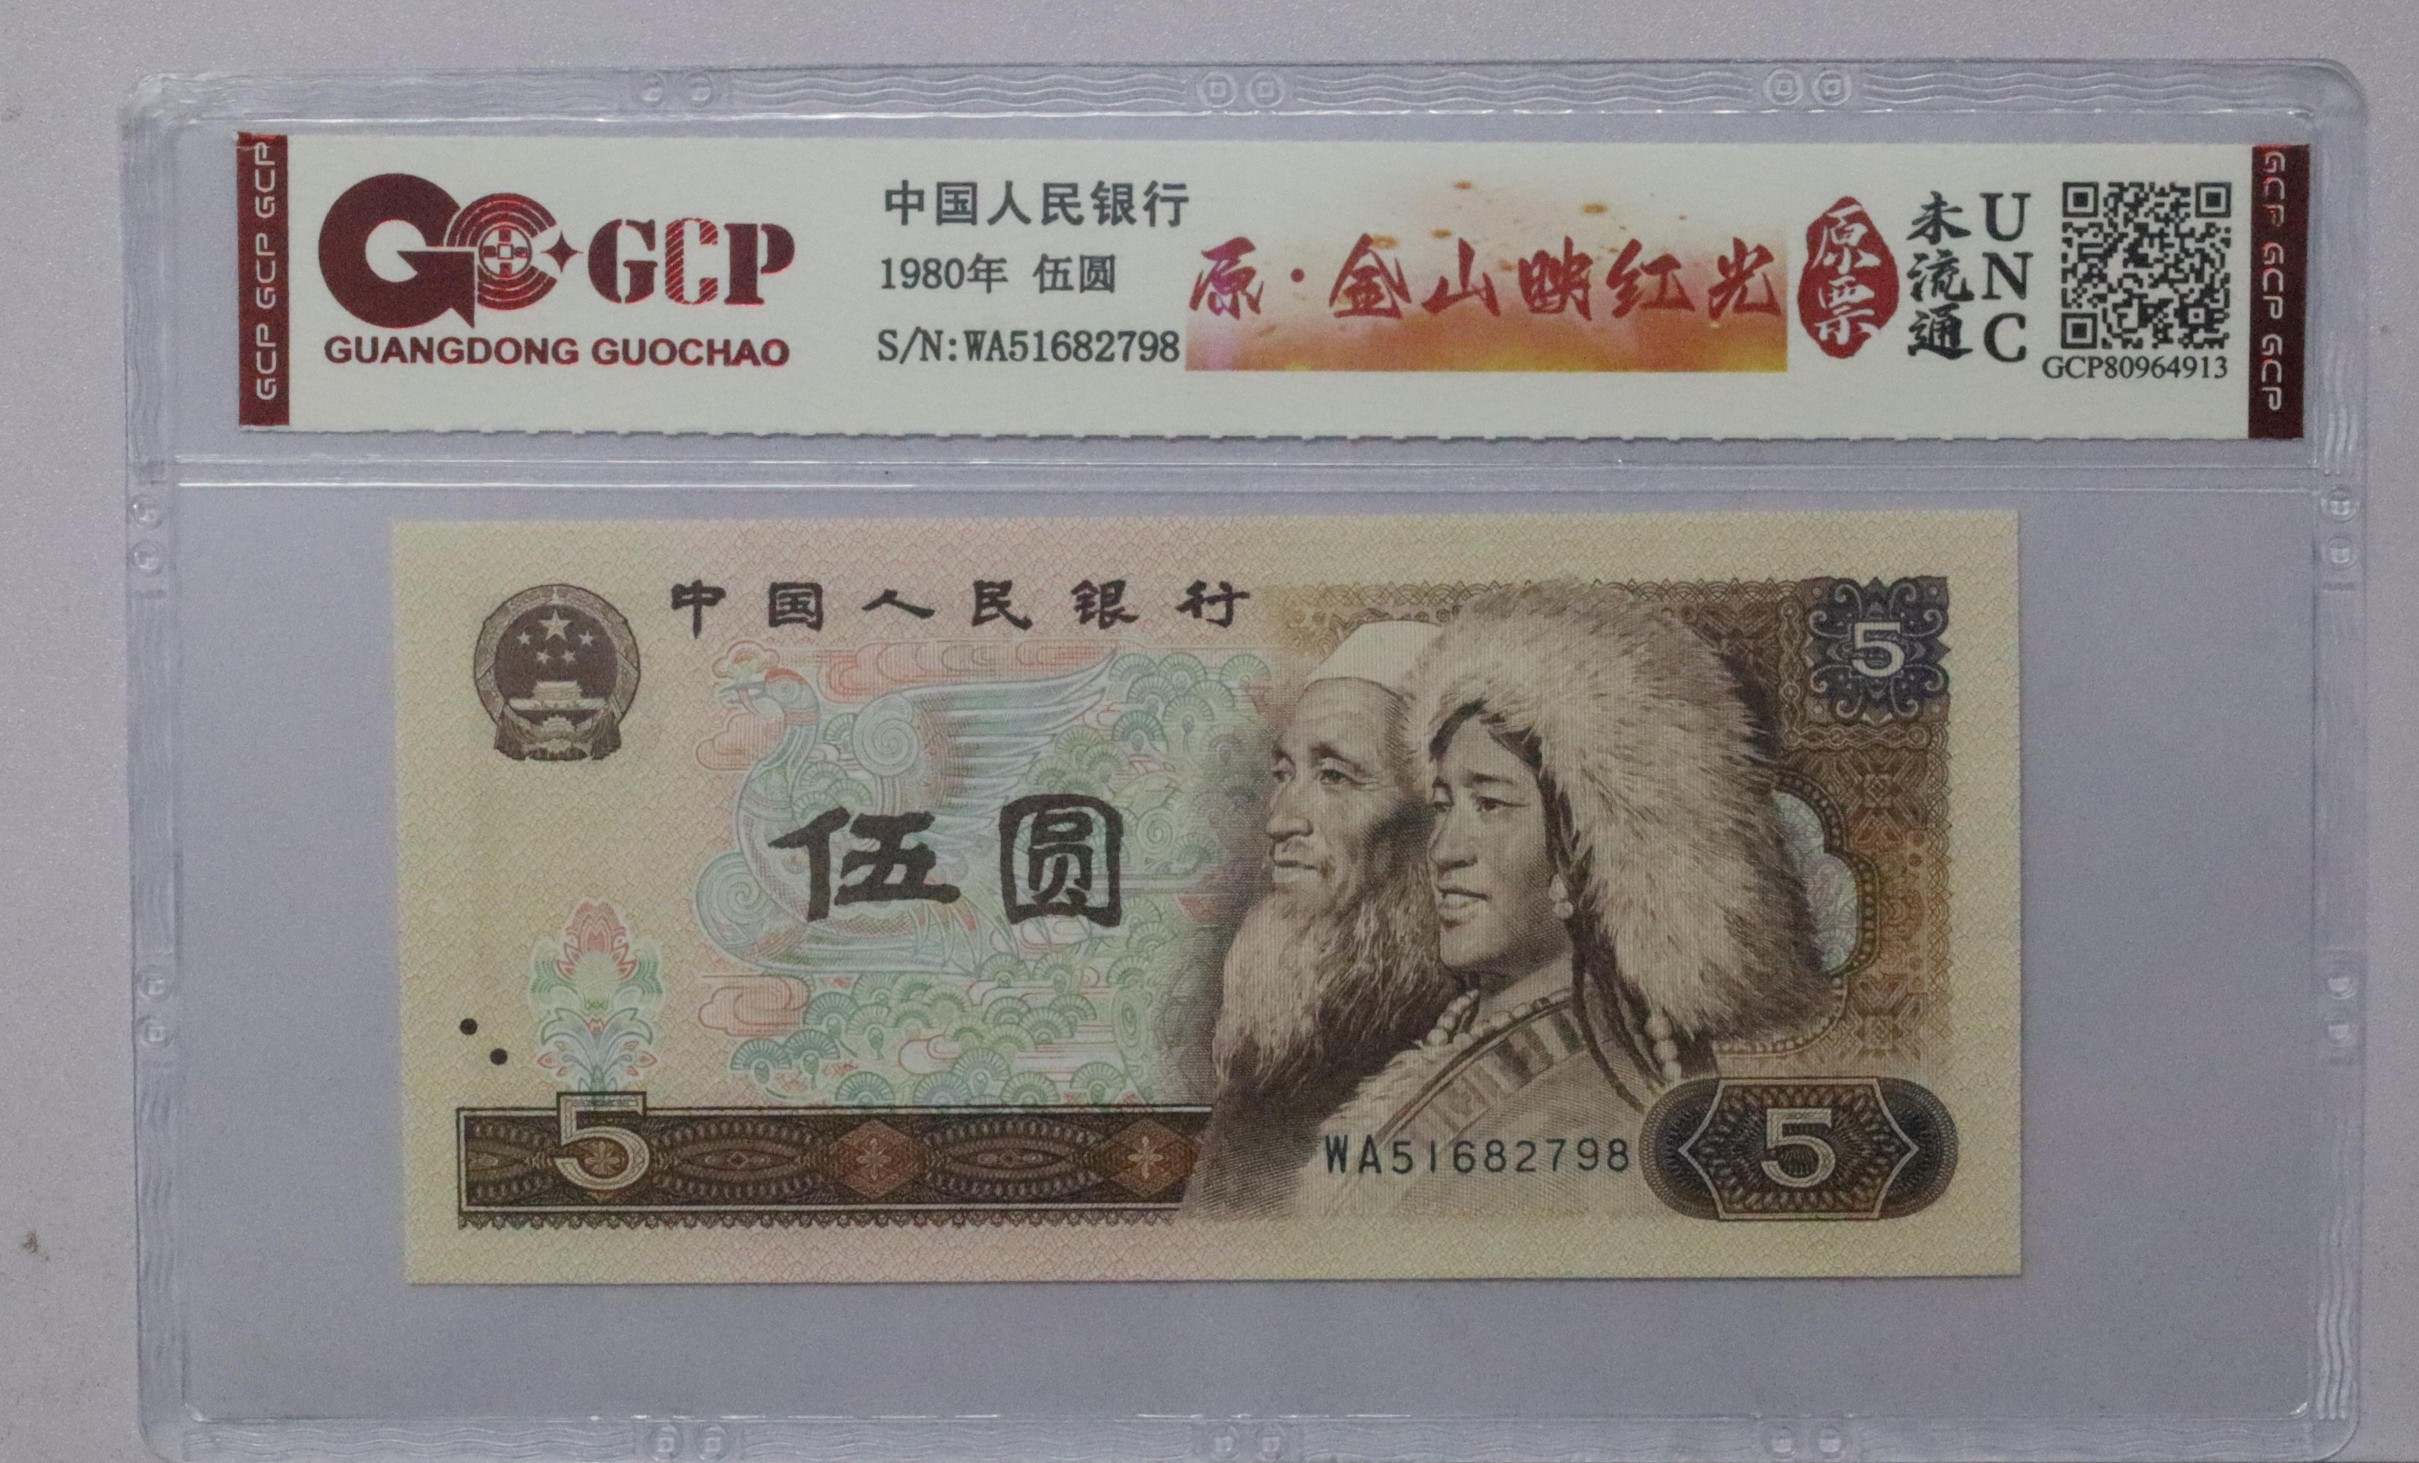 GCP GCP GCP
GCP
GUANGDONG GUOCHAO
中国人民银行
1980年 伍圆
S/N:WA51682798
原·金山映红光
原票
未流通
UNC
GCP80964913
GCP GCP GCP
中国人民银行
5
伍圆
5
WA51682798
5